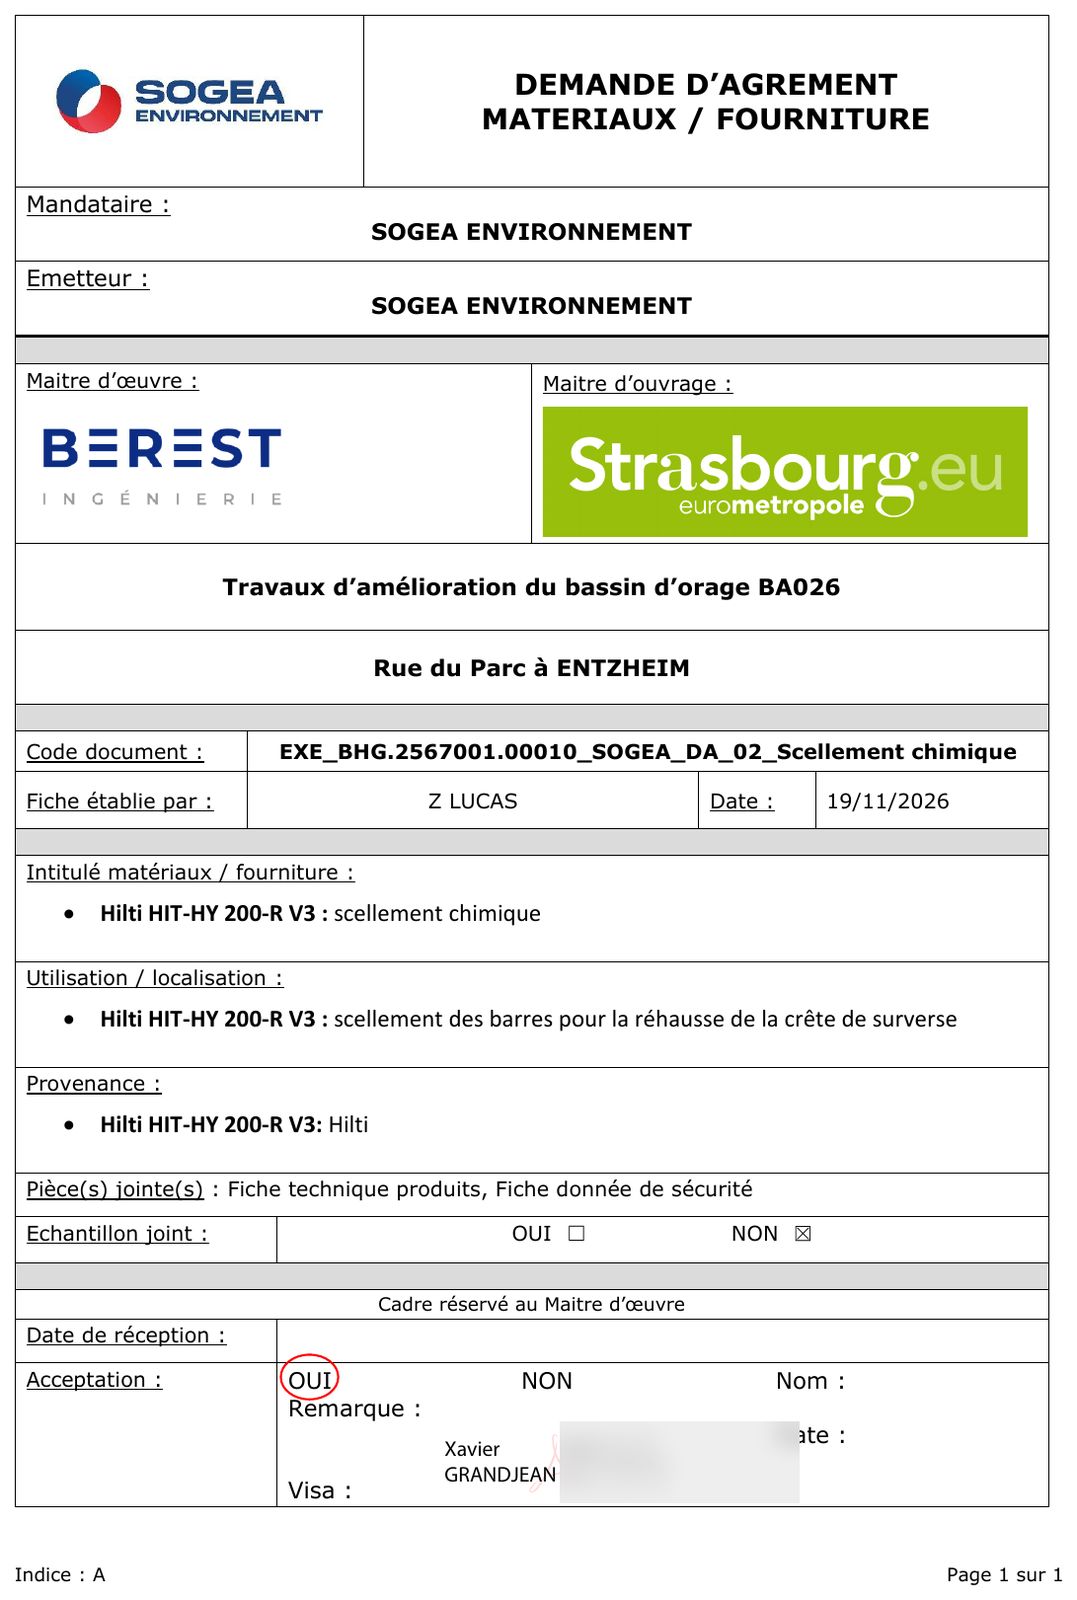 SOGEA
ENVIRONNEMENT
DEMANDE D’AGREMENT
MATERIAUX / FOURNITURE
Mandataire :
SOGEA ENVIRONNEMENT
Emetteur :
SOGEA ENVIRONNEMENT
Maitre d’œuvre :
BEREST
INGÉNIERIE
Maitre d’ouvrage :
Strasbourg.eu
eurometropole
Travaux d’amélioration du bassin d’orage BA026
Rue du Parc à ENTZHEIM
Code document : EXE_BHG.2567001.00010_SOGEA_DA_02_Scellement chimique
Fiche établie par : Z LUCAS Date : 19/11/2026
Intitulé matériaux / fourniture :
• Hilti HIT-HY 200-R V3 : scellement chimique
Utilisation / localisation :
• Hilti HIT-HY 200-R V3 : scellement des barres pour la réhausse de la crête de surverse
Provenance :
• Hilti HIT-HY 200-R V3: Hilti
Pièce(s) jointe(s) : Fiche technique produits, Fiche donnée de sécurité
Echantillon joint : OUI ☐ NON ☒
Cadre réservé au Maitre d’œuvre
Date de réception :
Acceptation : OUI NON Nom :
Remarque :
ate :
Xavier
GRANDJEAN
Visa :
Indice : A Page 1 sur 1